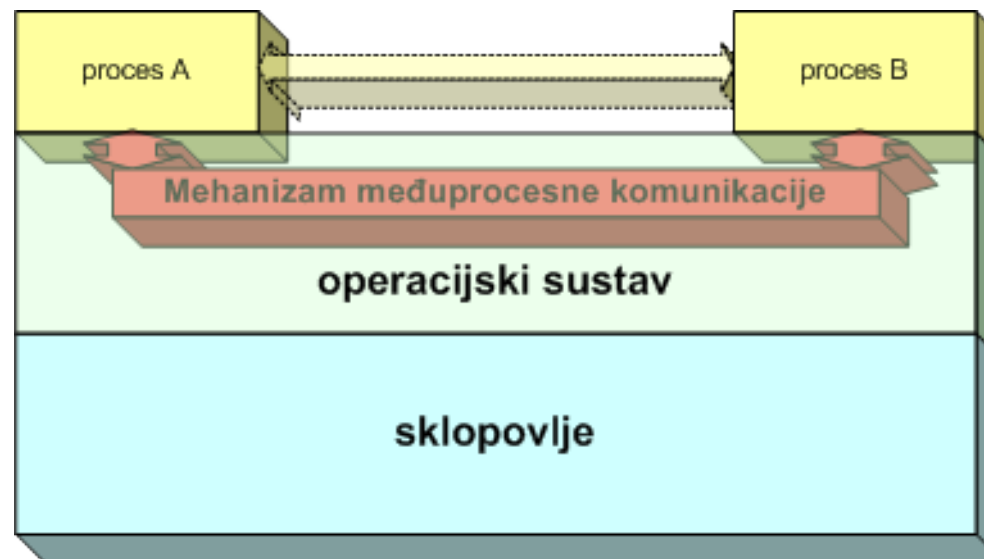 proces A
proces B
Mehanizam međuprocesne komunikacije
operacijski sustav
sklopovlje